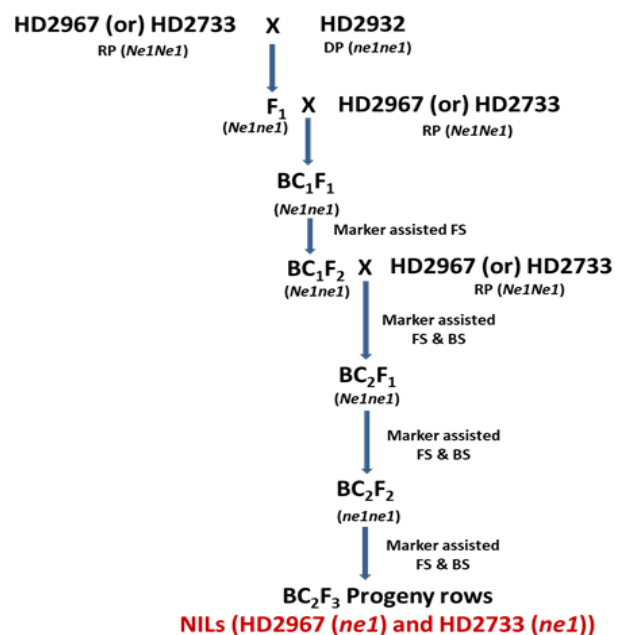 HD2967 (or) HD2733 X HD2932
RP (Ne1Ne1) DP (ne1ne1)
F₁ X HD2967 (or) HD2733
(Ne1ne1) RP (Ne1Ne1)
BC₁F₁
(Ne1ne1)
Marker assisted FS
BC₁F₂ X HD2967 (or) HD2733
(Ne1ne1) RP (Ne1Ne1)
Marker assisted
FS & BS
BC₂F₁
(Ne1ne1)
Marker assisted
FS & BS
BC₂F₂
(ne1ne1)
Marker assisted
FS & BS
BC₂F₃ Progeny rows
NILs (HD2967 (ne1) and HD2733 (ne1))